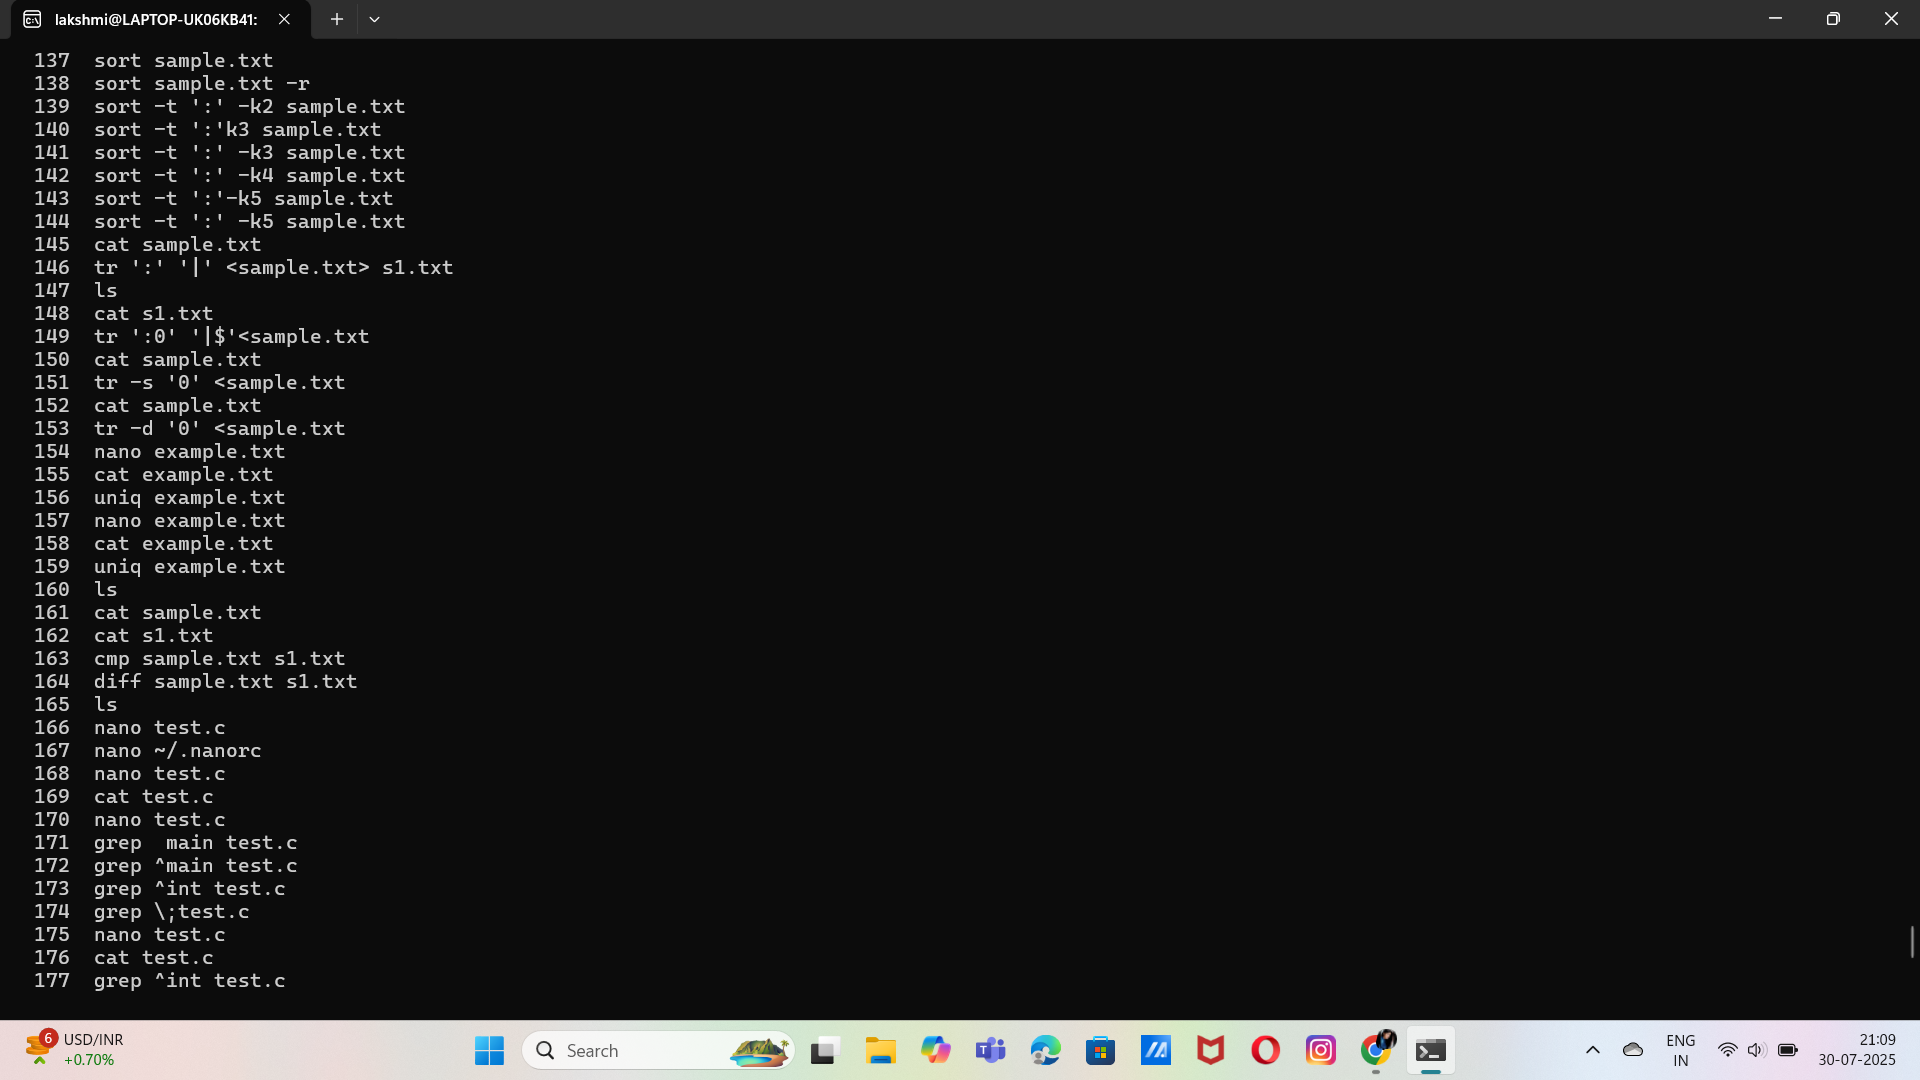 lakshmi@LAPTOP-UK06KB41:
137 sort sample.txt
138 sort sample.txt -r
139 sort -t ':' -k2 sample.txt
140 sort -t ':'k3 sample.txt
141 sort -t ':' -k3 sample.txt
142 sort -t ':' -k4 sample.txt
143 sort -t ':'-k5 sample.txt
144 sort -t ':' -k5 sample.txt
145 cat sample.txt
146 tr ':' '|' <sample.txt> s1.txt
147 ls
148 cat s1.txt
149 tr ':0' '|$'<sample.txt
150 cat sample.txt
151 tr -s '0' <sample.txt
152 cat sample.txt
153 tr -d '0' <sample.txt
154 nano example.txt
155 cat example.txt
156 uniq example.txt
157 nano example.txt
158 cat example.txt
159 uniq example.txt
160 ls
161 cat sample.txt
162 cat s1.txt
163 cmp sample.txt s1.txt
164 diff sample.txt s1.txt
165 ls
166 nano test.c
167 nano ~/.nanorc
168 nano test.c
169 cat test.c
170 nano test.c
171 grep  main test.c
172 grep ^main test.c
173 grep ^int test.c
174 grep \;test.c
175 nano test.c
176 cat test.c
177 grep ^int test.c
6
USD/INR
+0.70%
Search
ENG
IN
21:09
30-07-2025